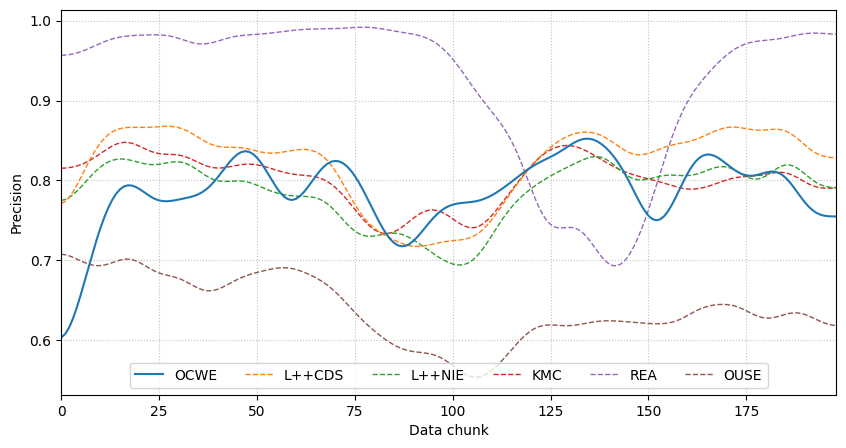 1.0
0.9
0.8
0.7
0.6
Precision
OCWE L++CDS L++NIE KMC REA OUSE
0 25 50 75 100 125 150 175
Data chunk